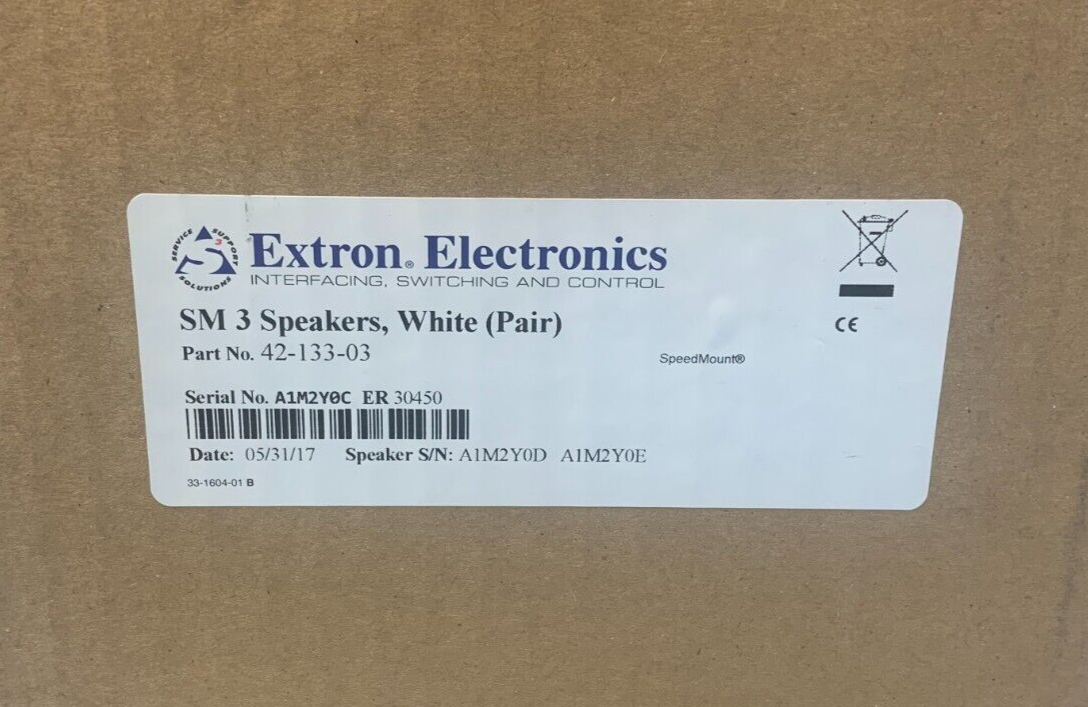 SERVICE SUPPORT SOLUTIONS
S3
Extron® Electronics
INTERFACING, SWITCHING AND CONTROL
SM 3 Speakers, White (Pair)
CE
Part No. 42-133-03
SpeedMount®
Serial No. A1M2Y0C ER 30450
Date: 05/31/17 Speaker S/N: A1M2Y0D A1M2Y0E
33-1604-01 B